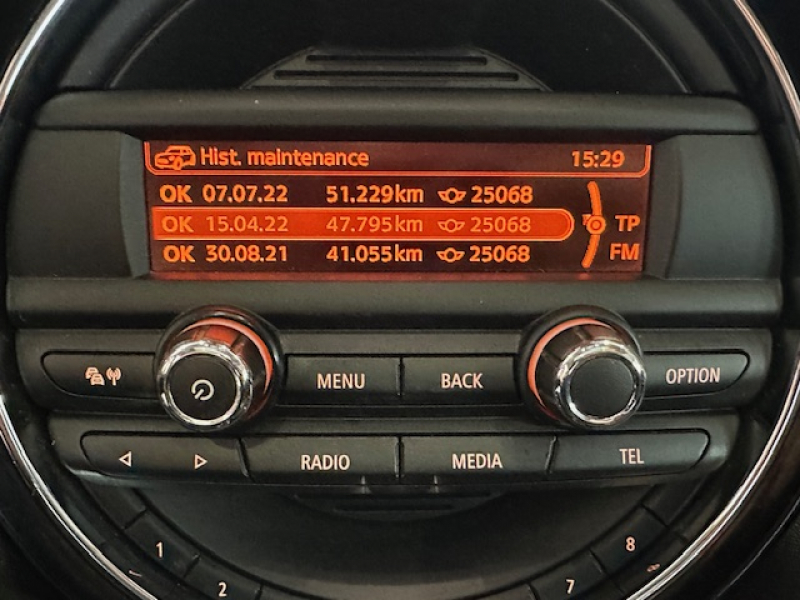 Hist. maintenance 15:29
OK 07.07.22 51.229km 25068
OK 15.04.22 47.795km 25068 TP
OK 30.08.21 41.055km 25068 FM
MENU BACK OPTION
RADIO MEDIA TEL
1 8
2 7